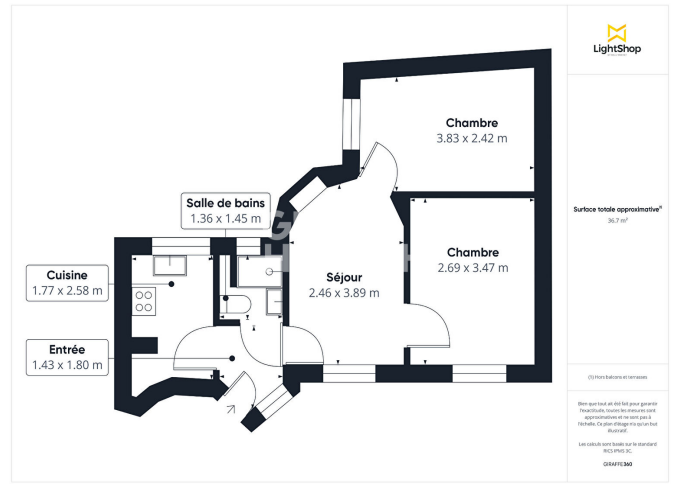 LightShop
Chambre
3.83 x 2.42 m
Salle de bains
1.36 x 1.45 m
Surface totale approximative(1)
36.7 m²
Chambre
2.69 x 3.47 m
Cuisine
1.77 x 2.58 m
Séjour
2.46 x 3.89 m
Entrée
1.43 x 1.80 m
(1) Hors balcons et terrasses
Bien que tout ait été fait pour garantir
l'exactitude, toutes les mesures sont
approximatives et ne sont pas à
l'échelle. Ce plan d'étage n'a qu'un but
illustratif.
Les calculs sont basés sur le standard
RICS IPMS 3C.
GIRAFFE360